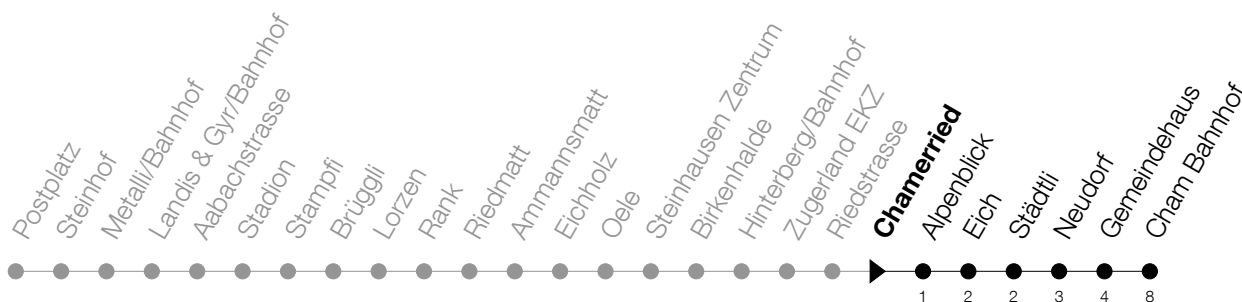 Postplatz
Steinhof
Metalli/Bahnhof
Landis & Gyr/Bahnhof
Aabachstrasse
Stadion
Stampfi
Brüggli
Lorzen
Rank
Riedmatt
Ammannsmatt
Eichholz
Oele
Steinhausen Zentrum
Birkenhalde
Hinterberg/Bahnhof
Zugerland EKZ
Riedstrasse
Chamerried
Alpenblick
Eich
Städtli
Neudorf
Gemeindehaus
Cham Bahnhof
1 2 2 3 4 8